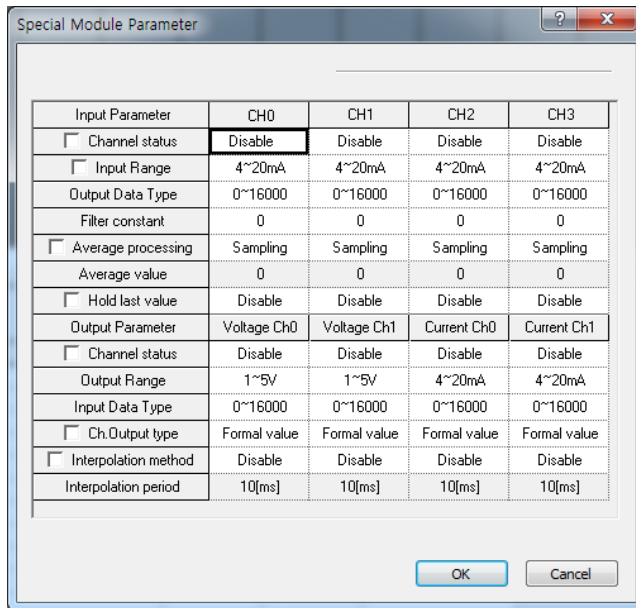 Special Module Parameter
?
Input Parameter CH0 CH1 CH2 CH3
Channel status Disable Disable Disable Disable
Input Range 4~20mA 4~20mA 4~20mA 4~20mA
Output Data Type 0~16000 0~16000 0~16000 0~16000
Filter constant 0 0 0 0
Average processing Sampling Sampling Sampling Sampling
Average value 0 0 0 0
Hold last value Disable Disable Disable Disable
Output Parameter Voltage Ch0 Voltage Ch1 Current Ch0 Current Ch1
Channel status Disable Disable Disable Disable
Output Range 1~5V 1~5V 4~20mA 4~20mA
Input Data Type 0~16000 0~16000 0~16000 0~16000
Ch.Output type Formal value Formal value Formal value Formal value
Interpolation method Disable Disable Disable Disable
Interpolation period 10[ms] 10[ms] 10[ms] 10[ms]
OK Cancel